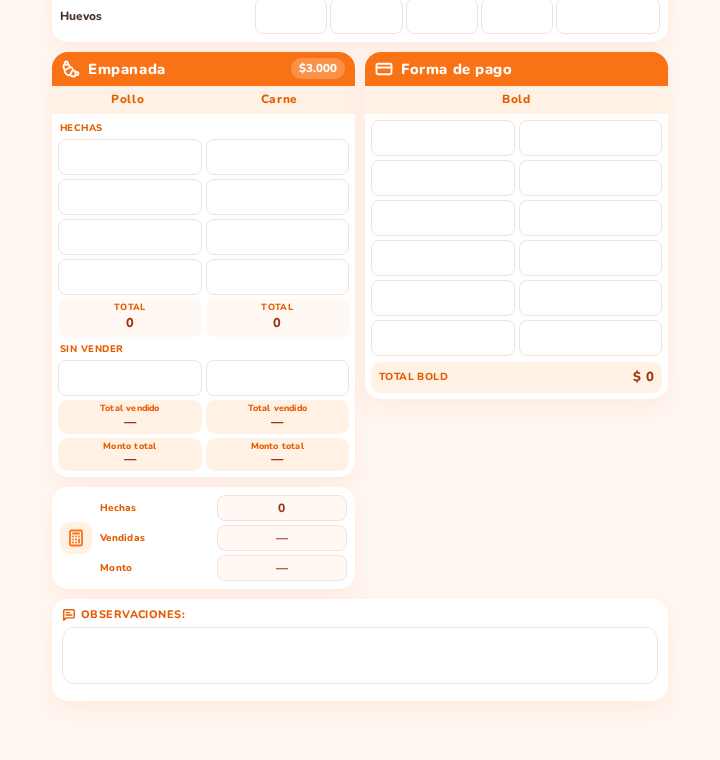 Huevos
Empanada $3.000
Pollo Carne
HECHAS
TOTAL TOTAL
0 0
SIN VENDER
Total vendido Total vendido
— —
Monto total Monto total
— —
Forma de pago
Bold
TOTAL BOLD $ 0
Hechas 0
Vendidas —
Monto —
OBSERVACIONES: